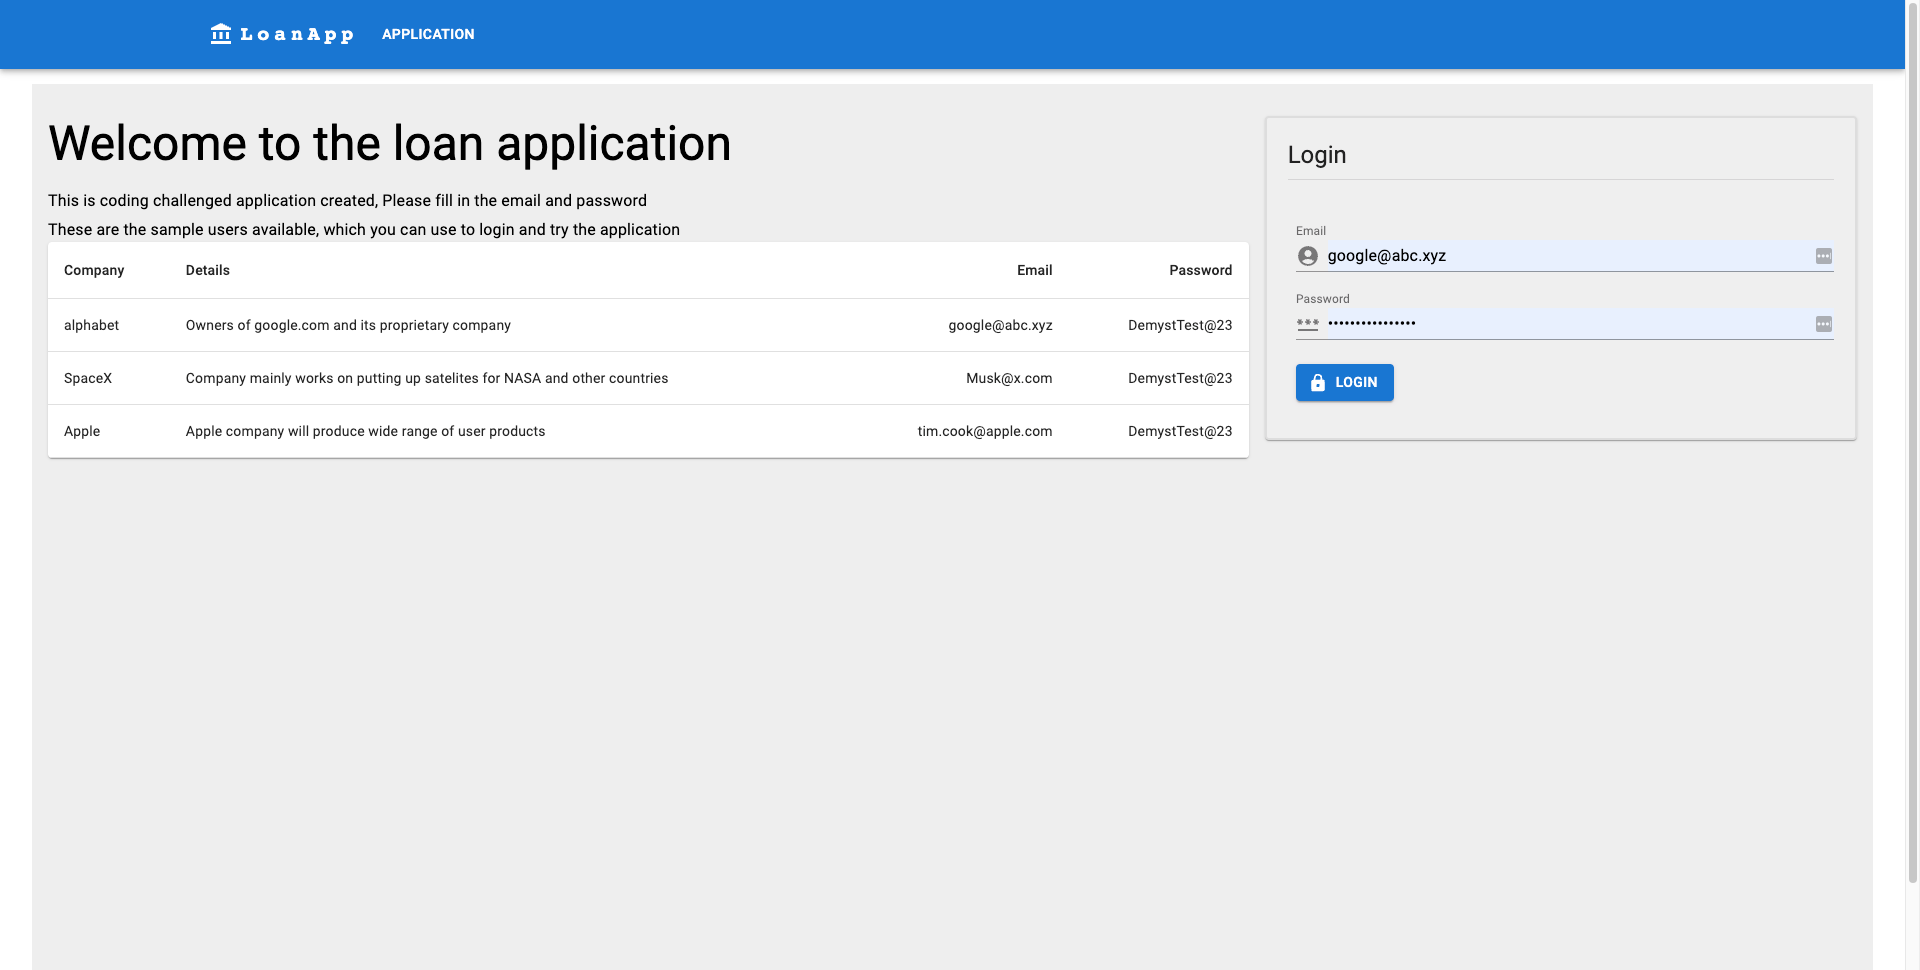 LoanApp APPLICATION
Welcome to the loan application
This is coding challenged application created, Please fill in the email and password
These are the sample users available, which you can use to login and try the application
Company Details Email Password
alphabet Owners of google.com and its proprietary company google@abc.xyz DemystTest@23
SpaceX Company mainly works on putting up satelites for NASA and other countries Musk@x.com DemystTest@23
Apple Apple company will produce wide range of user products tim.cook@apple.com DemystTest@23
Login
Email
google@abc.xyz
Password
***
••••••••••••••••
LOGIN